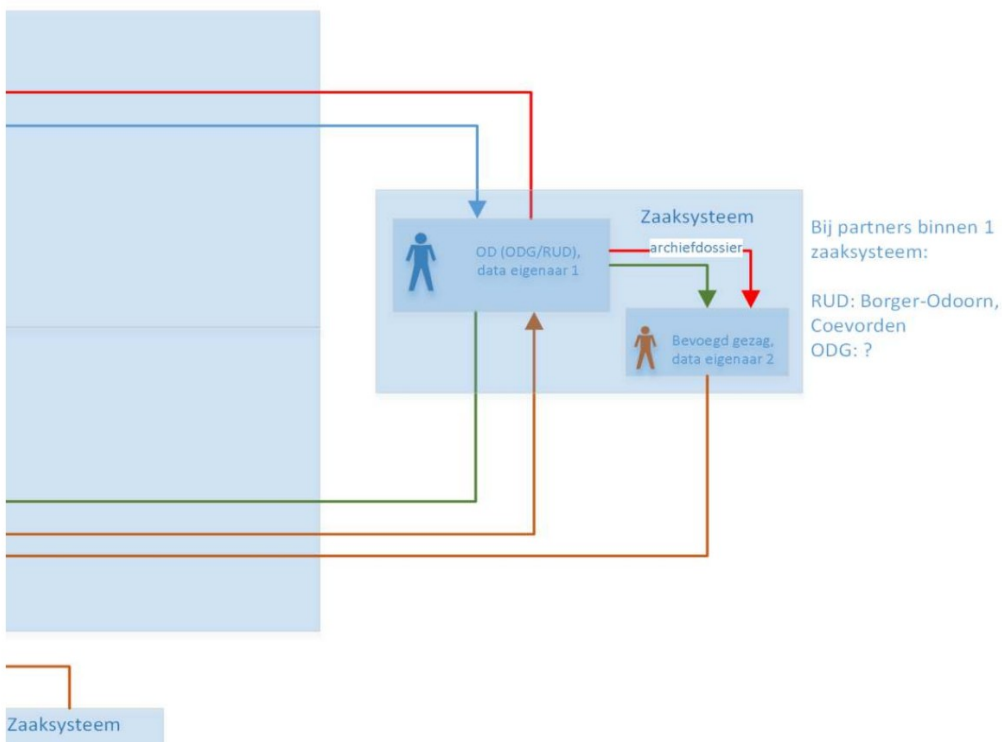 Zaaksysteem
archiefdossier
OD (ODG/RUD),
data eigenaar 1
Bevoegd gezag,
data eigenaar 2
Bij partners binnen 1
zaaksysteem:
RUD: Borger-Odoorn,
Coevorden
ODG: ?
Zaaksysteem